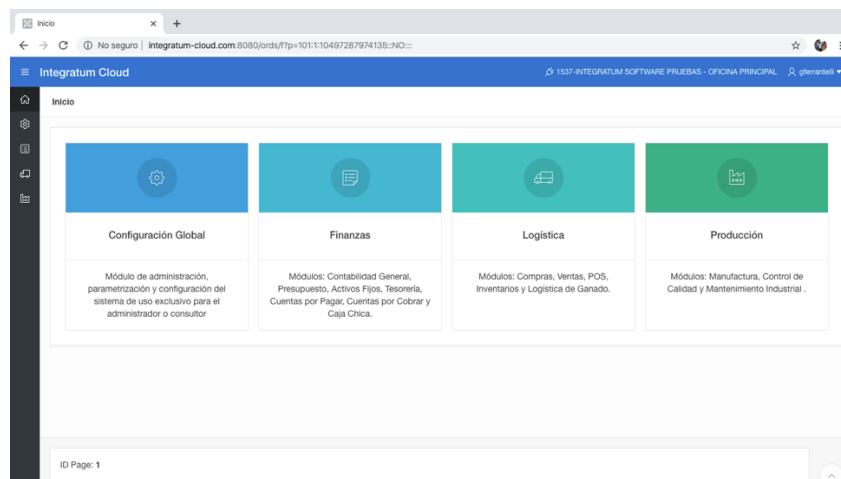 Inicio
No seguro | integratum-cloud.com:8080/ords/f?p=101:1:10497287974135::NO:::
Integratum Cloud
1537-INTEGRATUM SOFTWARE PRUEBAS - OFICINA PRINCIPAL
gferrantelli
Inicio
Configuración Global
Módulo de administración,
parametrización y configuración del
sistema de uso exclusivo para el
administrador o consultor
Finanzas
Módulos: Contabilidad General,
Presupuesto, Activos Fijos, Tesorería,
Cuentas por Pagar, Cuentas por Cobrar y
Caja Chica.
Logística
Módulos: Compras, Ventas, POS,
Inventarios y Logística de Ganado.
Producción
Módulos: Manufactura, Control de
Calidad y Mantenimiento Industrial .
ID Page: 1